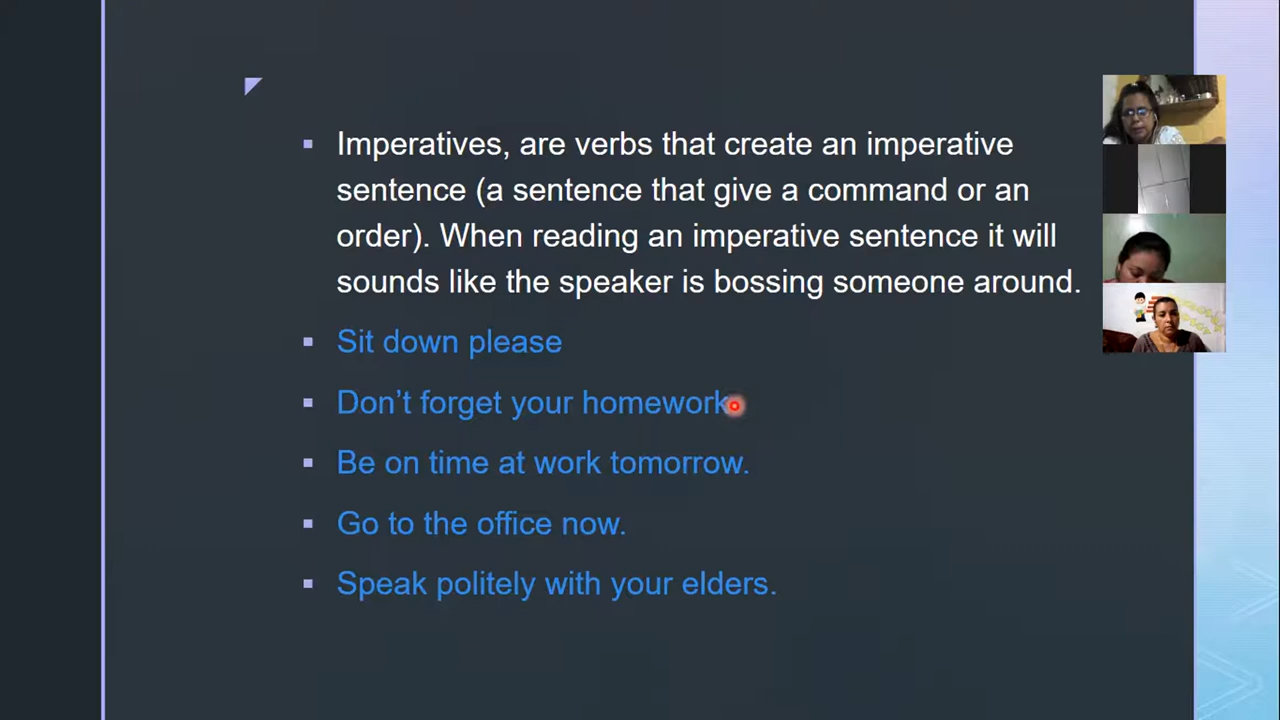 Imperatives, are verbs that create an imperative
sentence (a sentence that give a command or an
order). When reading an imperative sentence it will
sounds like the speaker is bossing someone around.
Sit down please
Don’t forget your homework
Be on time at work tomorrow.
Go to the office now.
Speak politely with your elders.